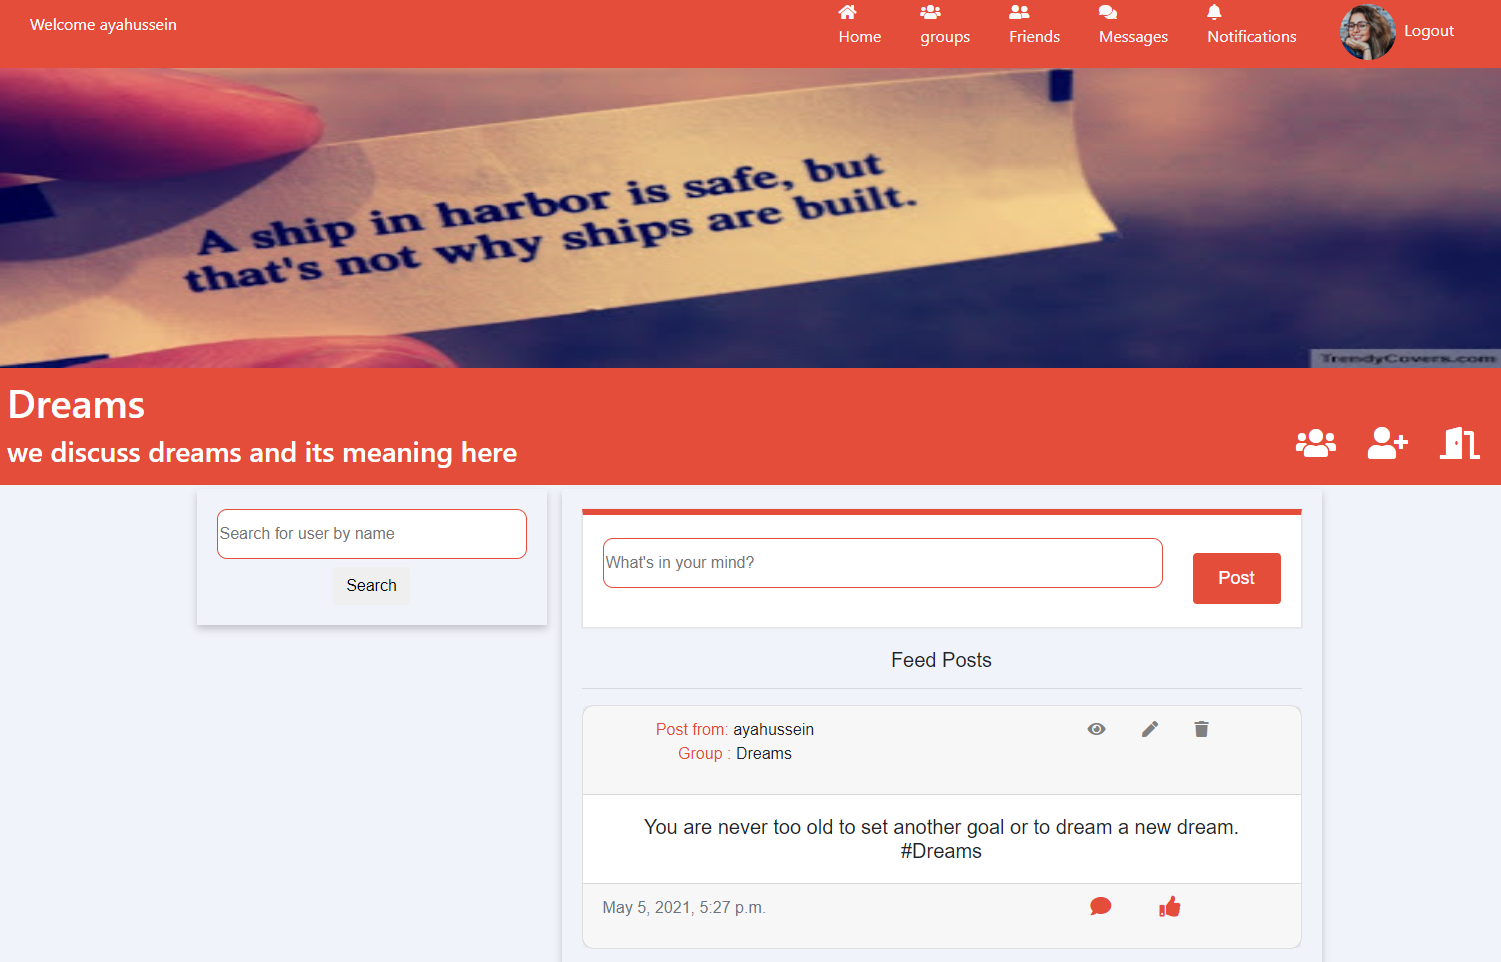 Welcome ayahussein
Home
groups
Friends
Messages
Notifications
Logout
A ship in harbor is safe, but
that's not why ships are built.
TrendyCovers.com
Dreams
we discuss dreams and its meaning here
Search for user by name
Search
What's in your mind?
Post
Feed Posts
Post from: ayahussein
Group : Dreams
You are never too old to set another goal or to dream a new dream.
#Dreams
May 5, 2021, 5:27 p.m.